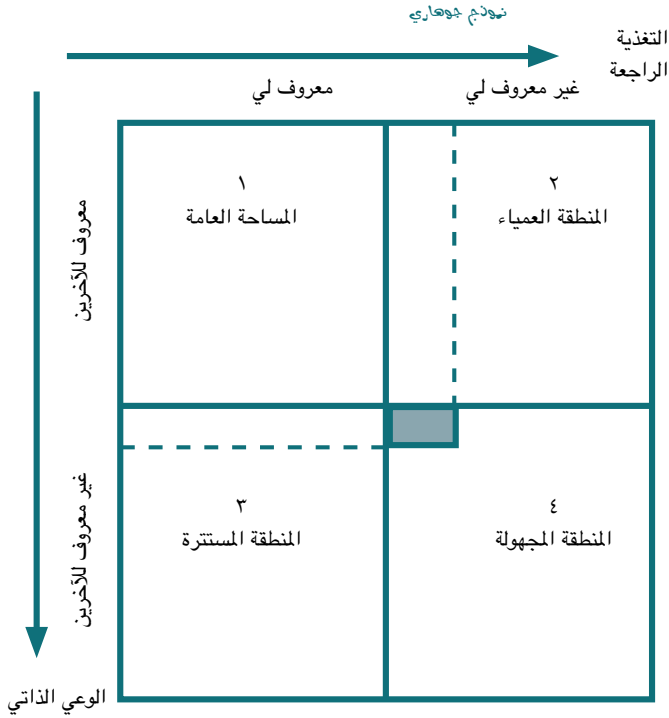 نموذج جوهاري
التغذية
الراجعة
غير معروف لي
معروف لي
معروف للآخرين
غير معروف للآخرين
١
المساحة العامة
٢
المنطقة العمياء
٣
المنطقة المستترة
٤
المنطقة المجهولة
الوعي الذاتي